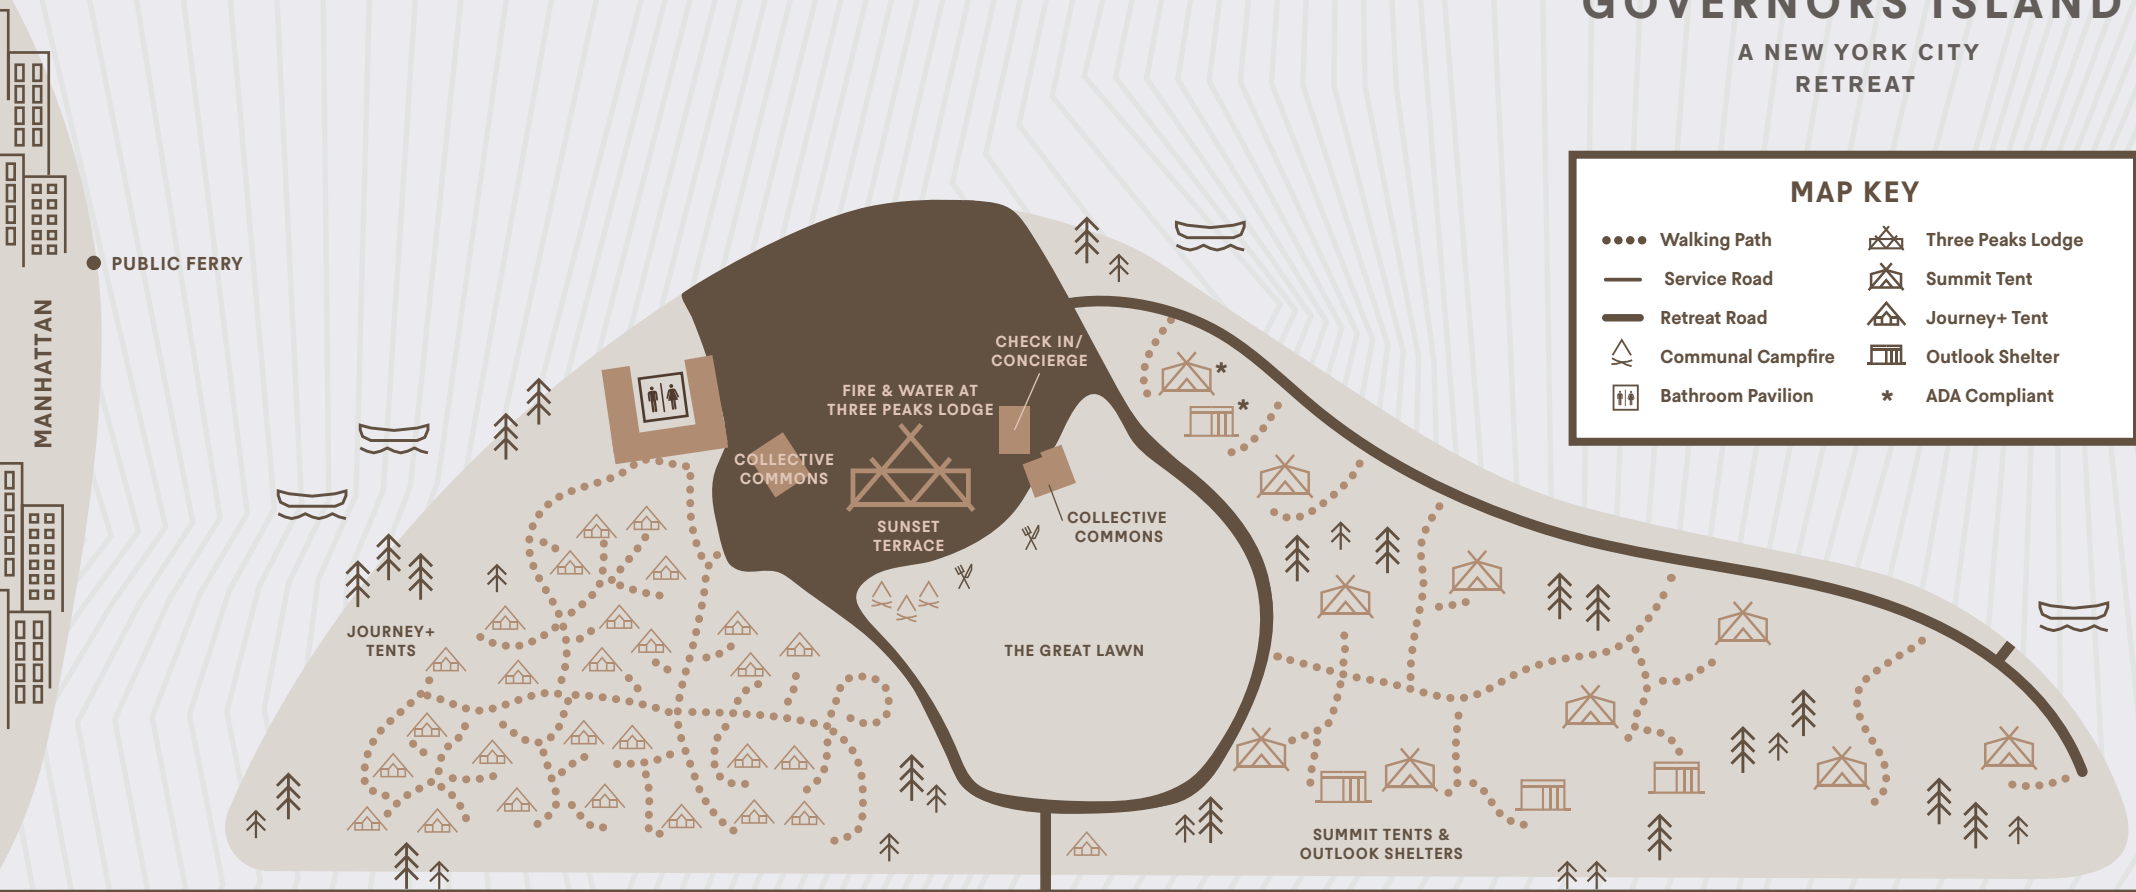 GOVERNORS ISLAND
A NEW YORK CITY
RETREAT
MAP KEY
Walking Path
Service Road
Retreat Road
Communal Campfire
Bathroom Pavilion
Three Peaks Lodge
Summit Tent
Journey+ Tent
Outlook Shelter
* ADA Compliant
PUBLIC FERRY
MANHATTAN
CHECK IN/
CONCIERGE
FIRE & WATER AT
THREE PEAKS LODGE
COLLECTIVE
COMMONS
SUNSET
TERRACE
COLLECTIVE
COMMONS
*
*
JOURNEY+
TENTS
THE GREAT LAWN
SUMMIT TENTS &
OUTLOOK SHELTERS